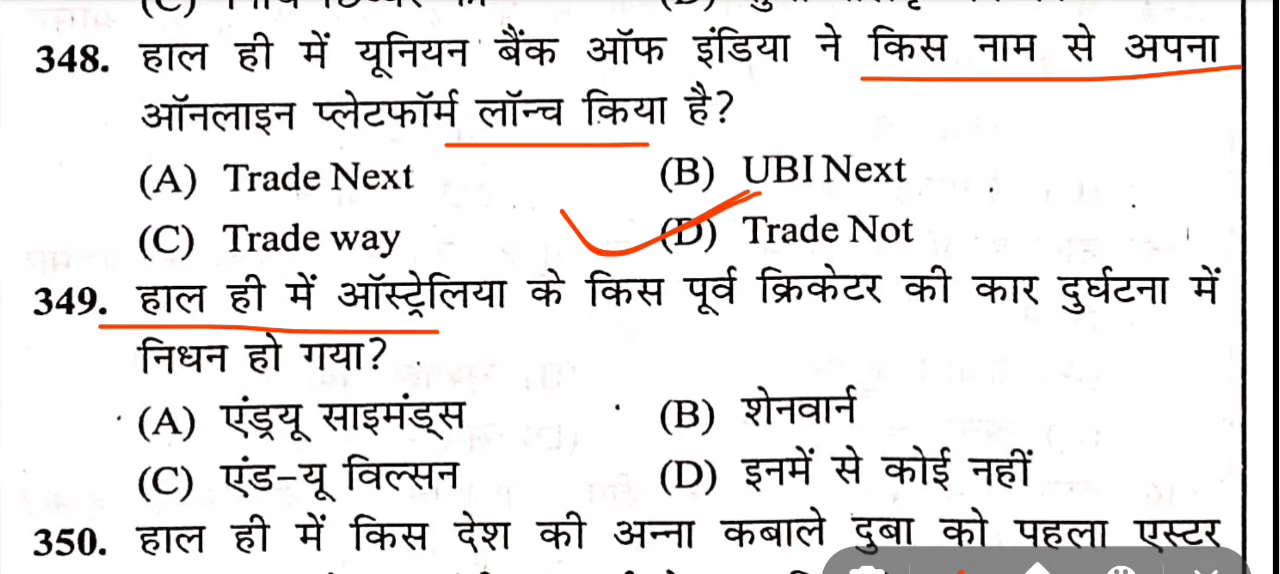 348. हाल ही में यूनियन बैंक ऑफ इंडिया ने किस नाम से अपना
ऑनलाइन प्लेटफॉर्म लॉन्च किया है?
(A) Trade Next (B) UBI Next
(C) Trade way (D) Trade Not
349. हाल ही में ऑस्ट्रेलिया के किस पूर्व क्रिकेटर की कार दुर्घटना में
निधन हो गया?
(A) एंड्रयू साइमंड्स (B) शेनवार्न
(C) एंड-यू विल्सन (D) इनमें से कोई नहीं
350. हाल ही में किस देश की अन्ना कबाले दुबा को पहला एस्टर